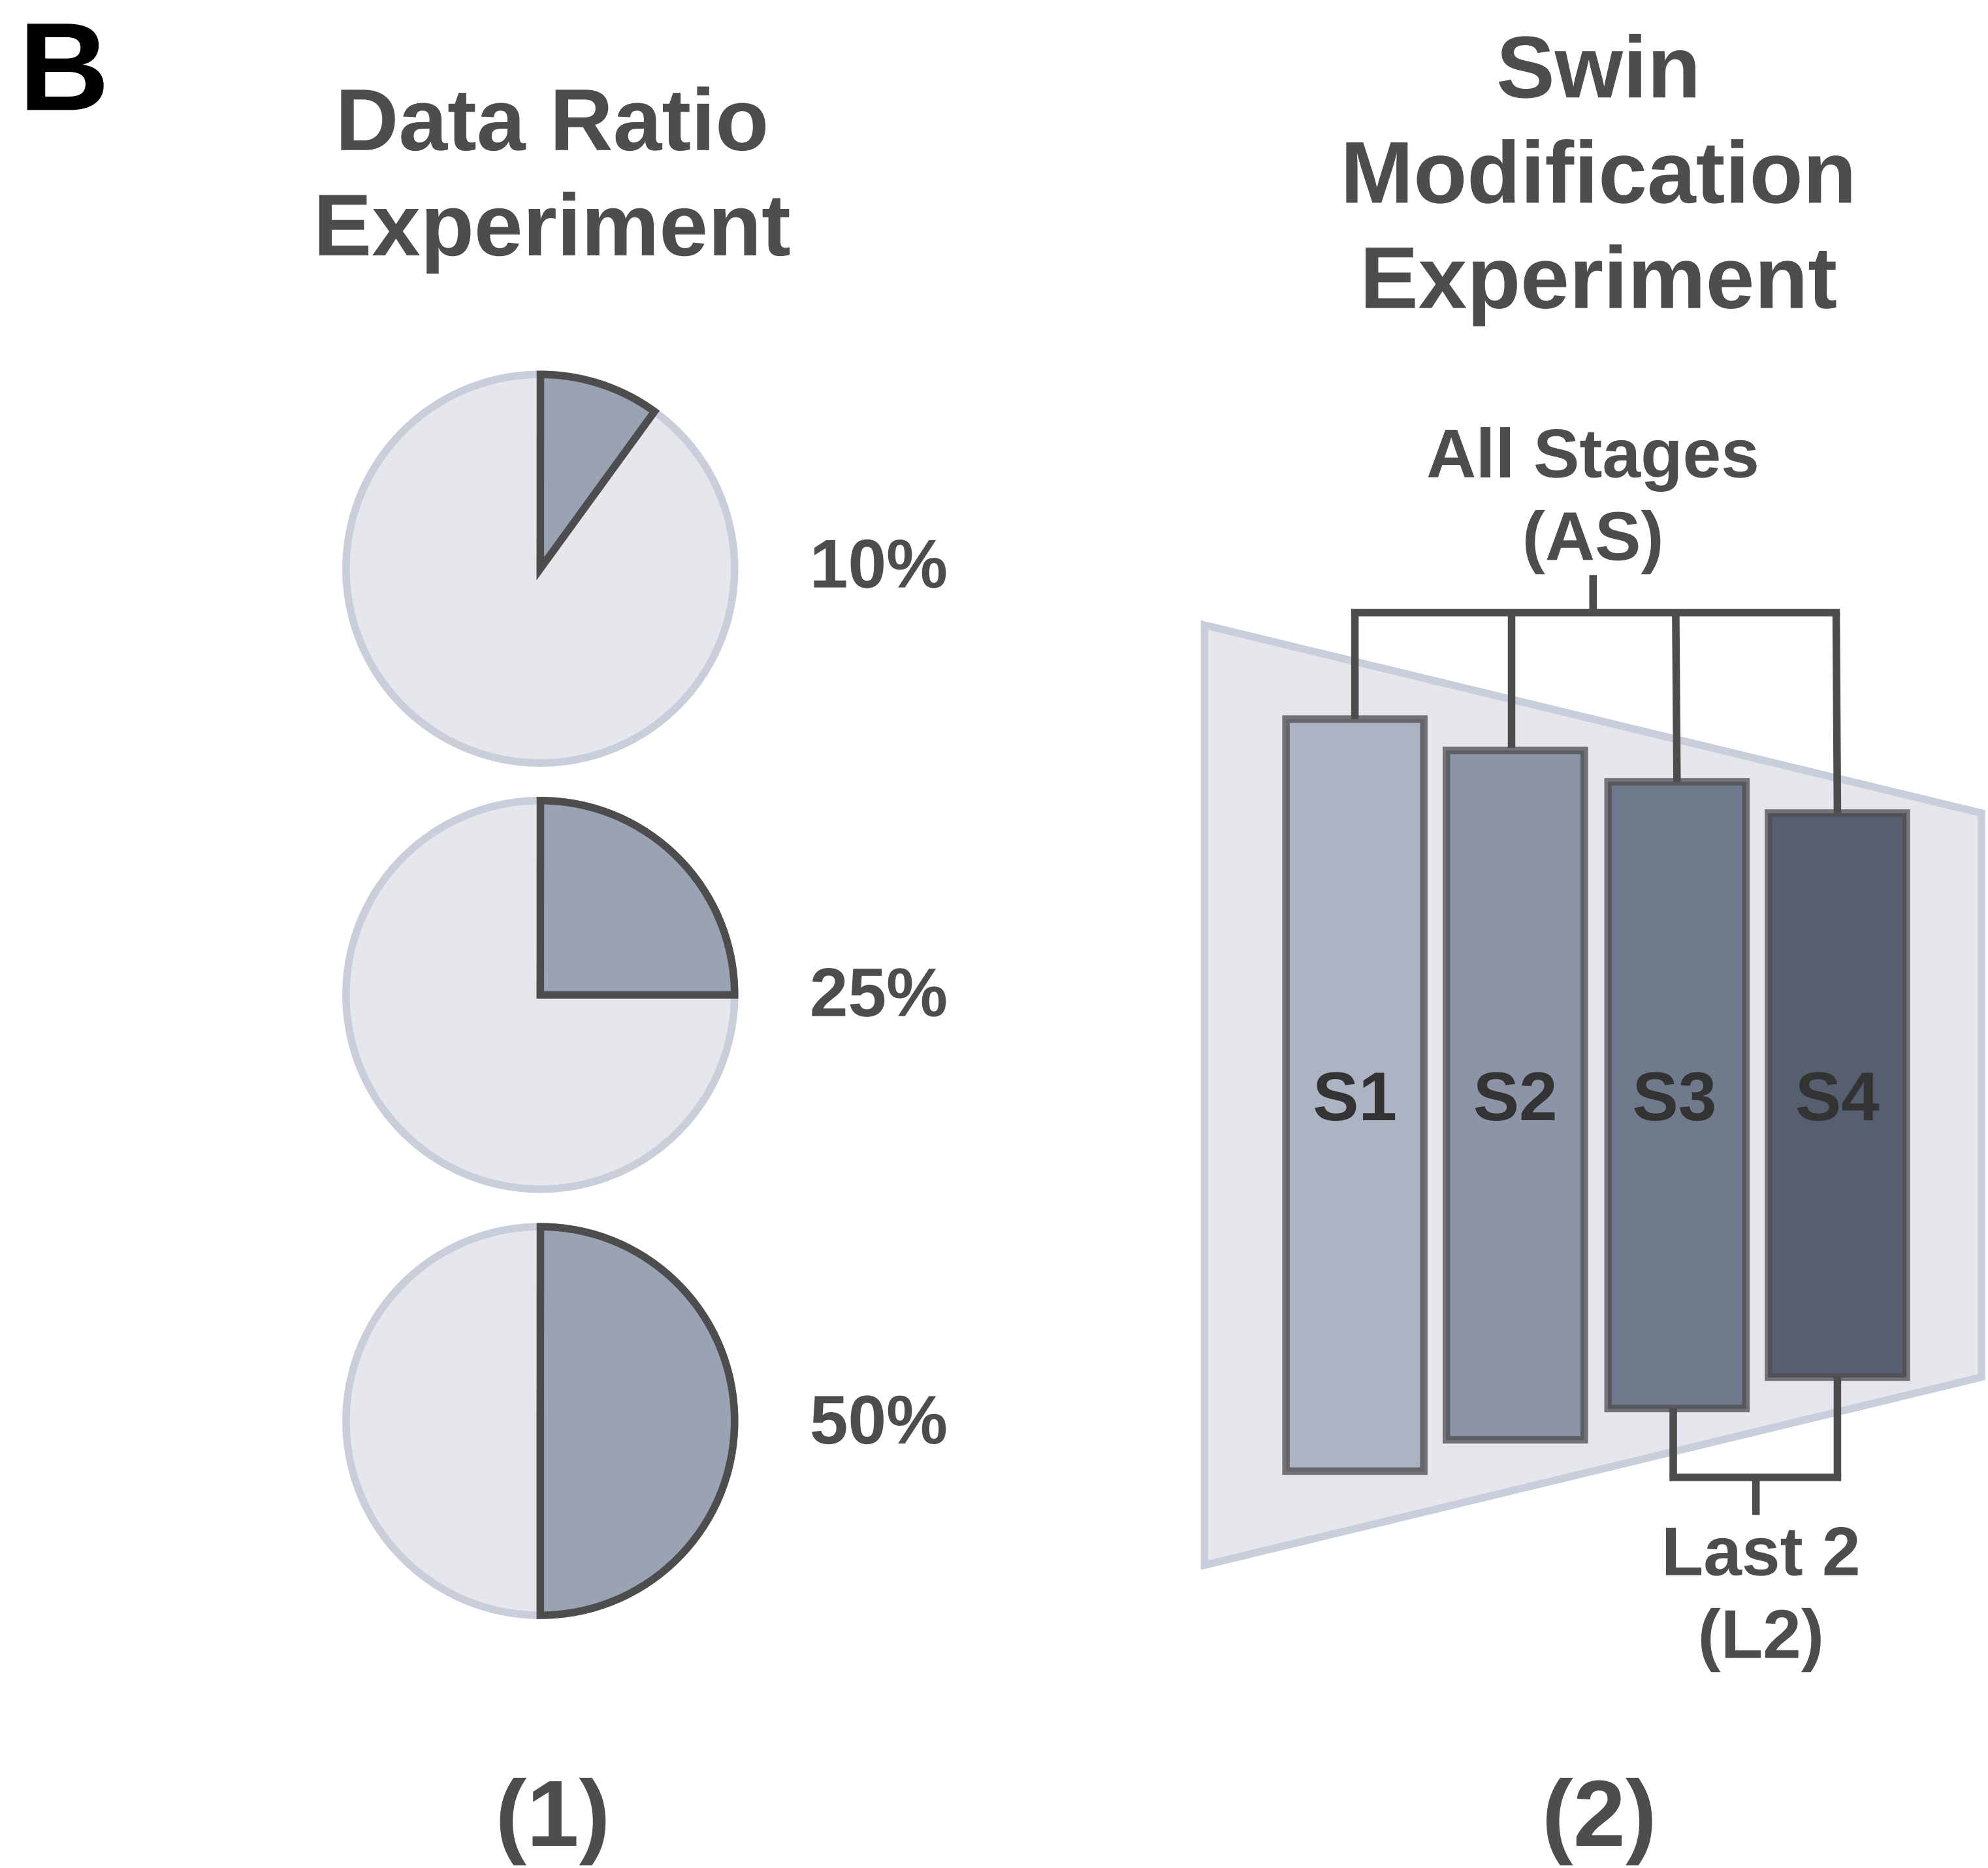 B
Data Ratio
Experiment
10%
25%
50%
(1)
Swin
Modification
Experiment
All Stages
(AS)
S1
S2
S3
S4
Last 2
(L2)
(2)